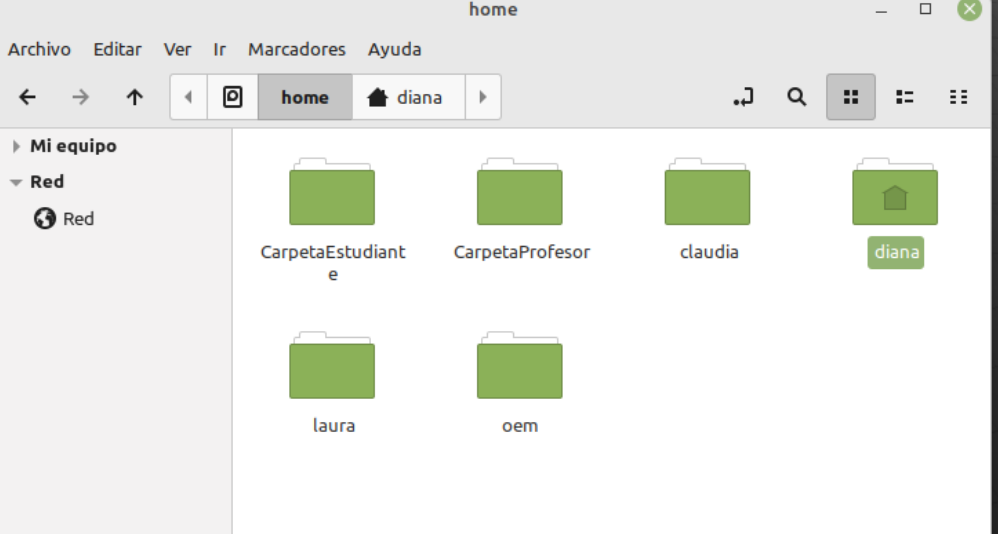 home
Archivo Editar Ver Ir Marcadores Ayuda
home diana
Mi equipo
Red
Red
CarpetaEstudiant
e
CarpetaProfesor
claudia
diana
laura
oem